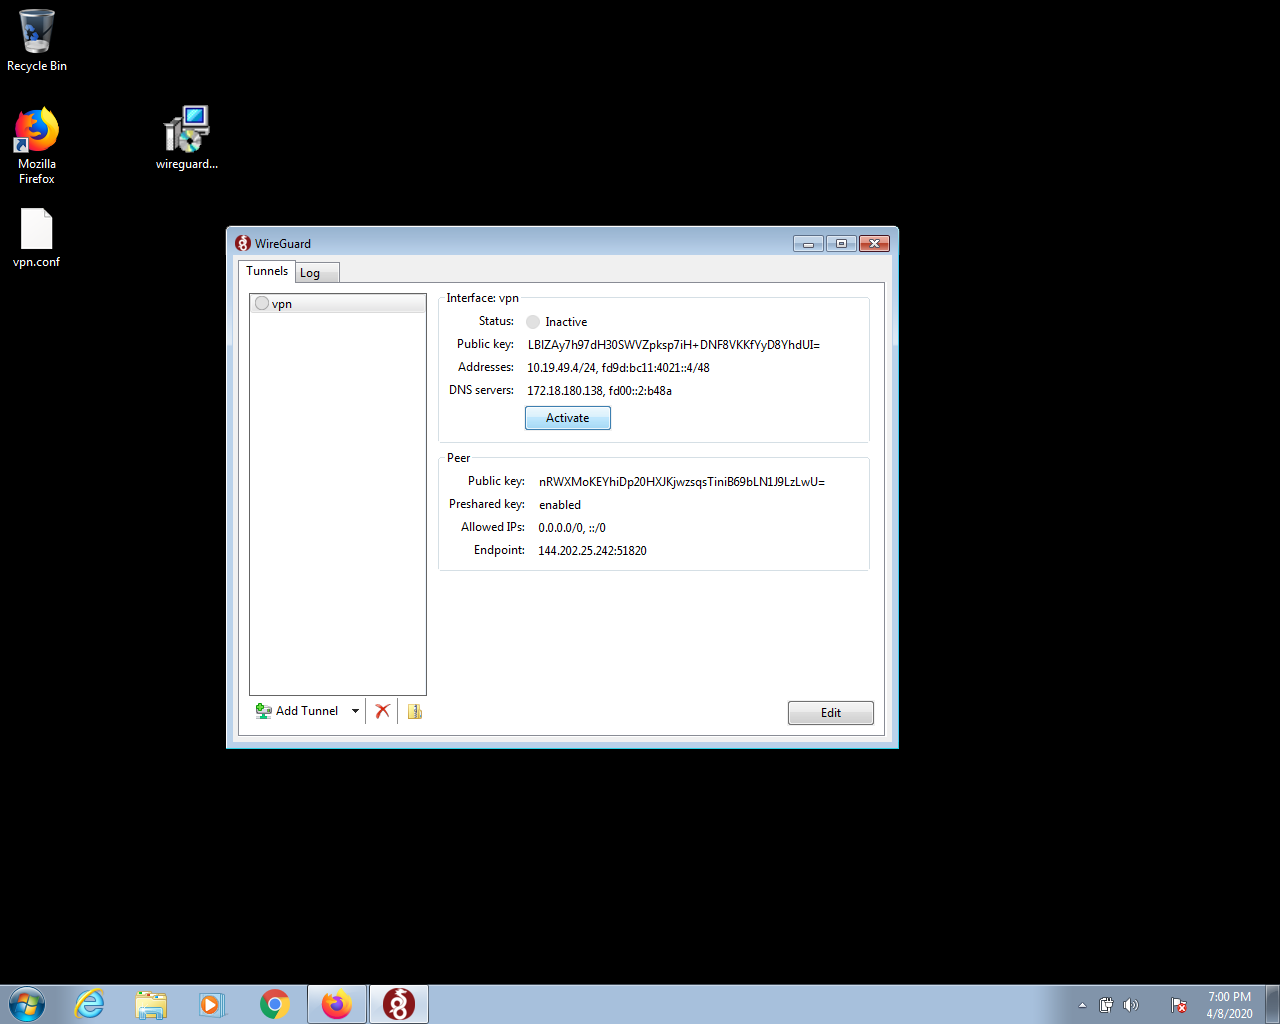 Recycle Bin
Mozilla
Firefox
wireguard...
vpn.conf
WireGuard
Tunnels
Log
vpn
Interface: vpn
Status: Inactive
Public key: LBIZAy7h97dH30SWVZpksp7iH+DNF8VKKfYyD8YhdUI=
Addresses: 10.19.49.4/24, fd9d:bc11:4021::4/48
DNS servers: 172.18.180.138, fd00::2:b48a
Activate
Peer
Public key: nRWXMoKEYhiDp20HXJKjwzsqsTiniB69bLN1J9LzLwU=
Preshared key: enabled
Allowed IPs: 0.0.0.0/0, ::/0
Endpoint: 144.202.25.242:51820
Add Tunnel
Edit
7:00 PM
4/8/2020